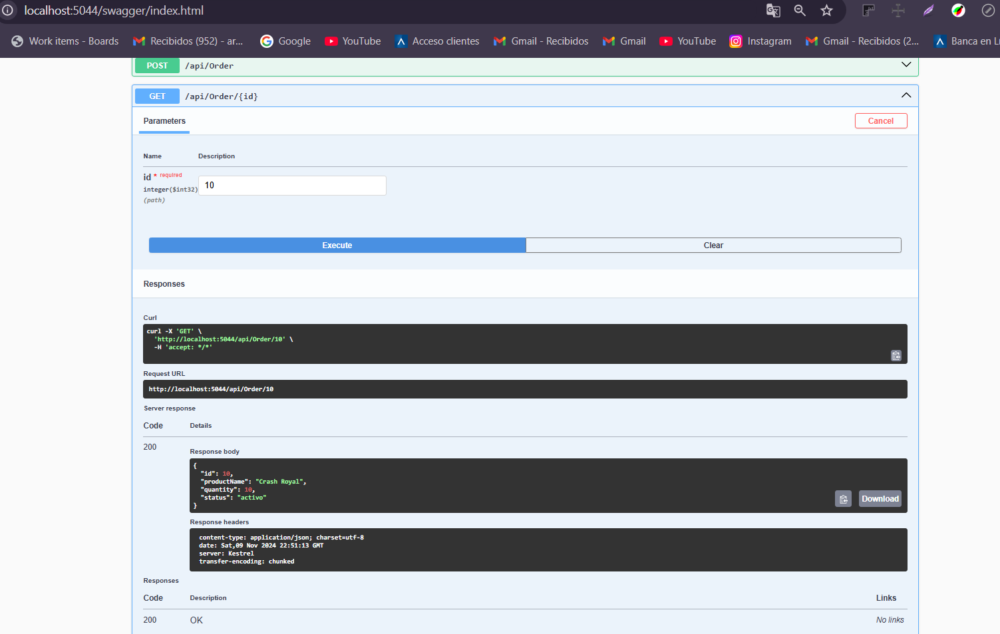 localhost:5044/swagger/index.html
Work items - Boards Recibidos (952) - ar... Google YouTube Acceso clientes Gmail - Recibidos Gmail YouTube Instagram Gmail - Recibidos (2... Banca en
POST /api/Order
GET /api/Order/{id}
Parameters Cancel
Name Description
id * required
10
integer($int32)
(path)
Execute Clear
Responses
Curl
curl -X 'GET' \
'http://localhost:5044/api/Order/10' \
-H 'accept: */*'
Request URL
http://localhost:5044/api/Order/10
Server response
Code Details
200
Response body
{
"id": 10,
"productName": "Crash Royal",
"quantity": 10,
"status": "activo"
}
Download
Response headers
content-type: application/json; charset=utf-8
date: Sat,09 Nov 2024 22:51:13 GMT
server: Kestrel
transfer-encoding: chunked
Responses
Code Description Links
200 OK No links